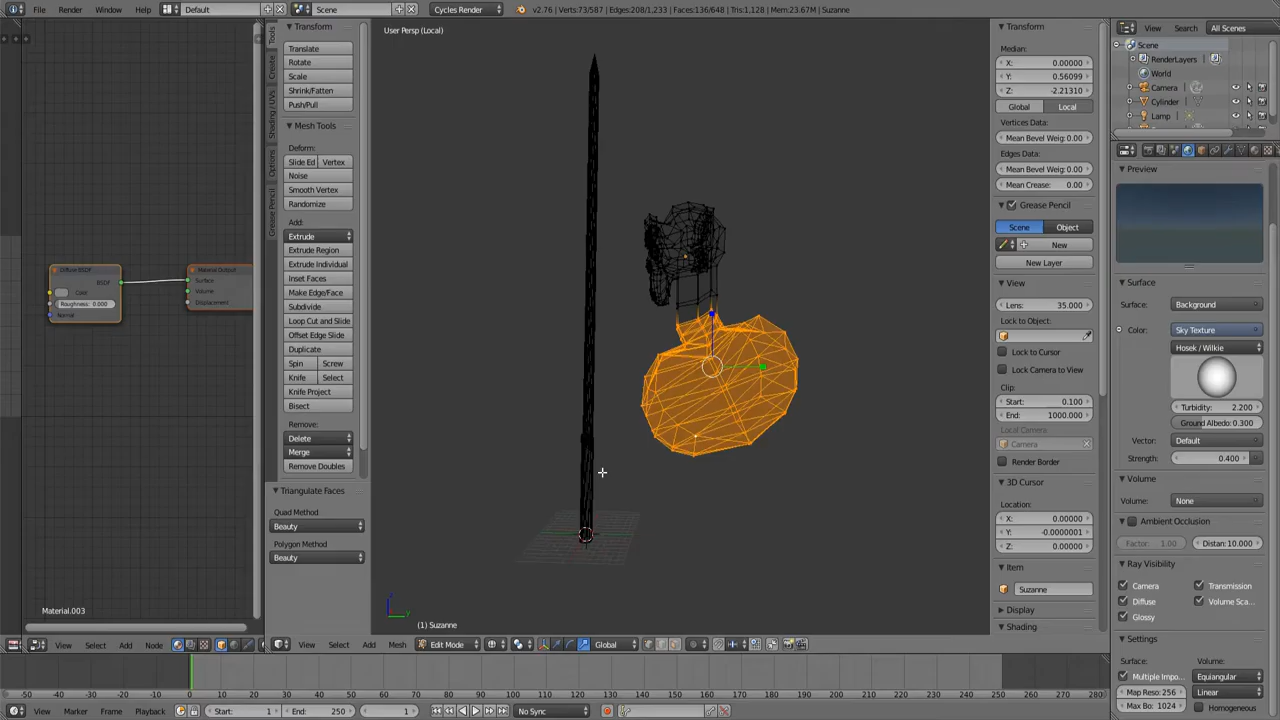 File Render Window Help Default Scene Cycles Render v2.76 | Verts:73/587 | Edges:208/1,233 | Faces:136/648 | Tris:1,128 | Mem:23.67M | Suzanne
Diffuse BSDF
Color
Roughness: 0.000
Normal
Material Output
Surface
Volume
Displacement
Material.003
View Select Add Node
Tools
Create
Shading / UVs
Options
Grease Pencil
Transform
Translate
Rotate
Scale
Shrink/Fatten
Push/Pull
Mesh Tools
Deform:
Slide Ed Vertex
Noise
Smooth Vertex
Randomize
Add:
Extrude
Extrude Region
Extrude Individual
Inset Faces
Make Edge/Face
Subdivide
Loop Cut and Slide
Offset Edge Slide
Duplicate
Spin Screw
Knife Select
Knife Project
Bisect
Remove:
Delete
Merge
Remove Doubles
Triangulate Faces
Quad Method
Beauty
Polygon Method
Beauty
User Persp (Local)
(1) Suzanne
View Select Add Mesh Edit Mode Global
Transform
Median:
X: 0.00000
Y: 0.56099
Z: -2.21310
Global Local
Vertices Data:
Mean Bevel Weig: 0.00
Edges Data:
Mean Bevel Weig: 0.00
Mean Crease: 0.00
Grease Pencil
Scene Object
New
New Layer
View
Lens: 35.000
Lock to Object:
Lock to Cursor
Lock Camera to View
Clip:
Start: 0.100
End: 1000.000
Local Camera:
Camera
Render Border
3D Cursor
Location:
X: 0.00000
Y: -0.0000001
Z: 0.00000
Item
Suzanne
Display
Shading
View Search All Scenes
Scene
RenderLayers
World
Camera
Cylinder
Lamp
Preview
Surface
Surface: Background
Color: Sky Texture
Hosek / Wilkie
Turbidity: 2.200
Ground Albedo: 0.300
Vector: Default
Strength: 0.400
Volume
Volume: None
Ambient Occlusion
Factor: 1.00 Distan: 10.000
Ray Visibility
Camera Transmission
Diffuse Volume Sca...
Glossy
Settings
Surface: Volume:
Multiple Impo... Equiangular
Map Reso: 256 Linear
Max Bo: 1024 Homogeneous
-50 -40 -30 -20 -10 0 10 20 30 40 50 60 70 80 90 100 110 120 130 140 150 160 170 180 190 200 210 220 230 240 250 260 270 280
View Marker Frame Playback Start: 1 End: 250 1 No Sync